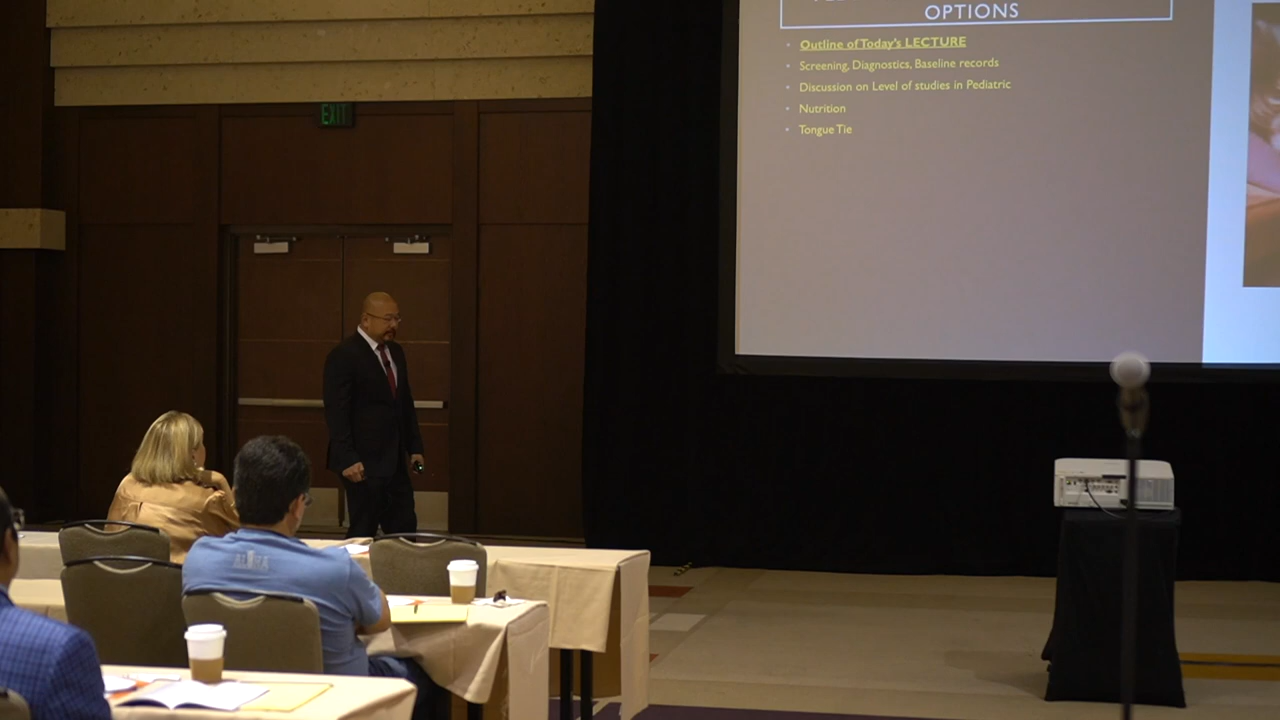 OPTIONS
Outline of Today's LECTURE
Screening, Diagnostics, Baseline records
Discussion on Level of studies in Pediatric
Nutrition
Tongue Tie
EXIT